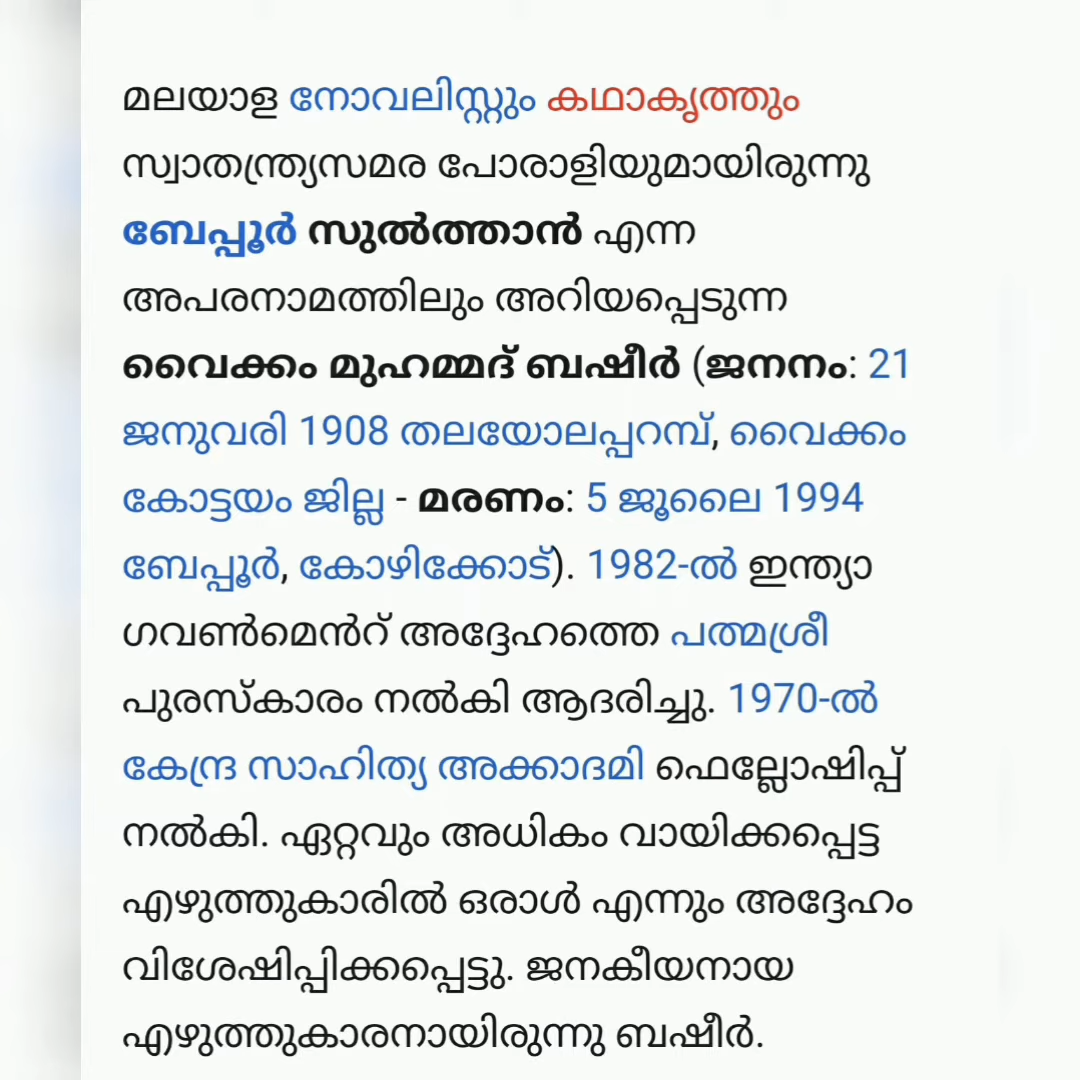 മലയാള നോവലിസ്റ്റും കഥാകൃത്തും
സ്വാതന്ത്ര്യസമര പോരാളിയുമായിരുന്നു
ബേപ്പൂർ സുൽത്താൻ എന്ന
അപരനാമത്തിലും അറിയപ്പെടുന്ന
വൈക്കം മുഹമ്മദ് ബഷീർ (ജനനം: 21
ജനുവരി 1908 തലയോലപ്പറമ്പ്, വൈക്കം
കോട്ടയം ജില്ല - മരണം: 5 ജൂലൈ 1994
ബേപ്പൂർ, കോഴിക്കോട്). 1982-ൽ ഇന്ത്യാ
ഗവൺമെൻറ് അദ്ദേഹത്തെ പത്മശ്രീ
പുരസ്കാരം നൽകി ആദരിച്ചു. 1970-ൽ
കേന്ദ്ര സാഹിത്യ അക്കാദമി ഫെല്ലോഷിപ്പ്
നൽകി. ഏറ്റവും അധികം വായിക്കപ്പെട്ട
എഴുത്തുകാരിൽ ഒരാൾ എന്നും അദ്ദേഹം
വിശേഷിപ്പിക്കപ്പെട്ടു. ജനകീയനായ
എഴുത്തുകാരനായിരുന്നു ബഷീർ.